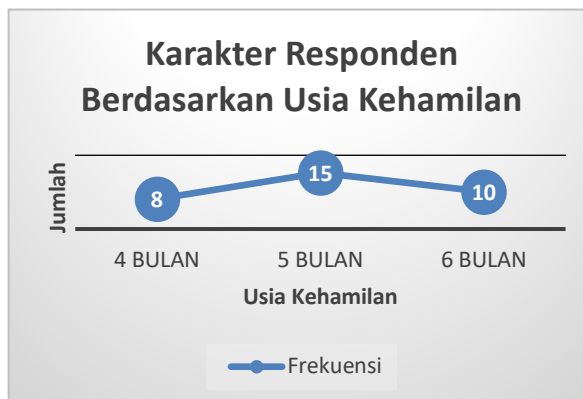 Karakter Responden
Berdasarkan Usia Kehamilan
Jumlah
8
15
10
4 BULAN
5 BULAN
6 BULAN
Usia Kehamilan
Frekuensi